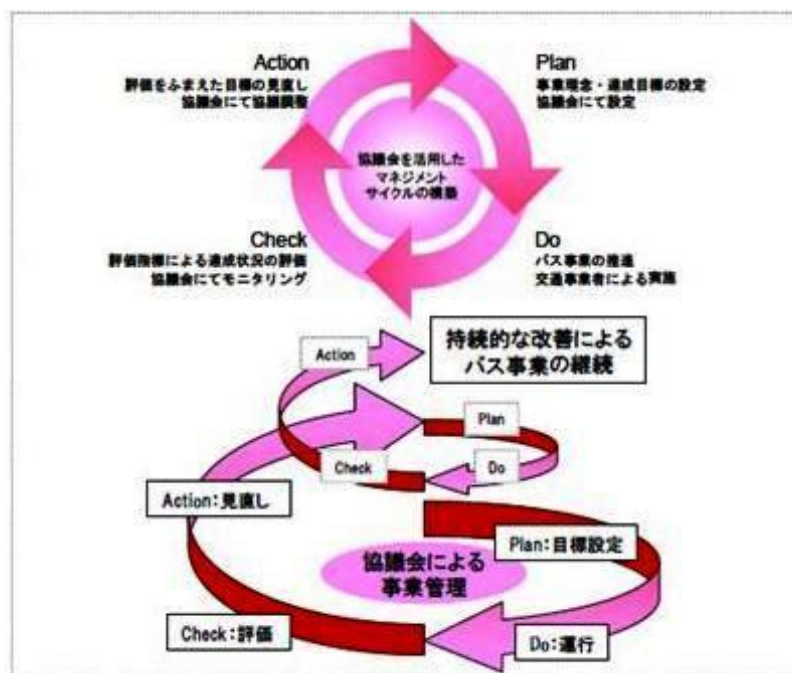 Action
評価をふまえた目標の見直し
協議会にて協議調整
Plan
事業理念・達成目標の設定
協議会にて設定
協議会を活用した
マネジメント
サイクルの構築
Check
評価指標による達成状況の評価
協議会にてモニタリング
Do
バス事業の推進
交通事業者による実施
持続的な改善による
バス事業の継続
Action
Plan
Check
Do
Action:見直し
Plan:目標設定
協議会による
事業管理
Check:評価
Do:運行